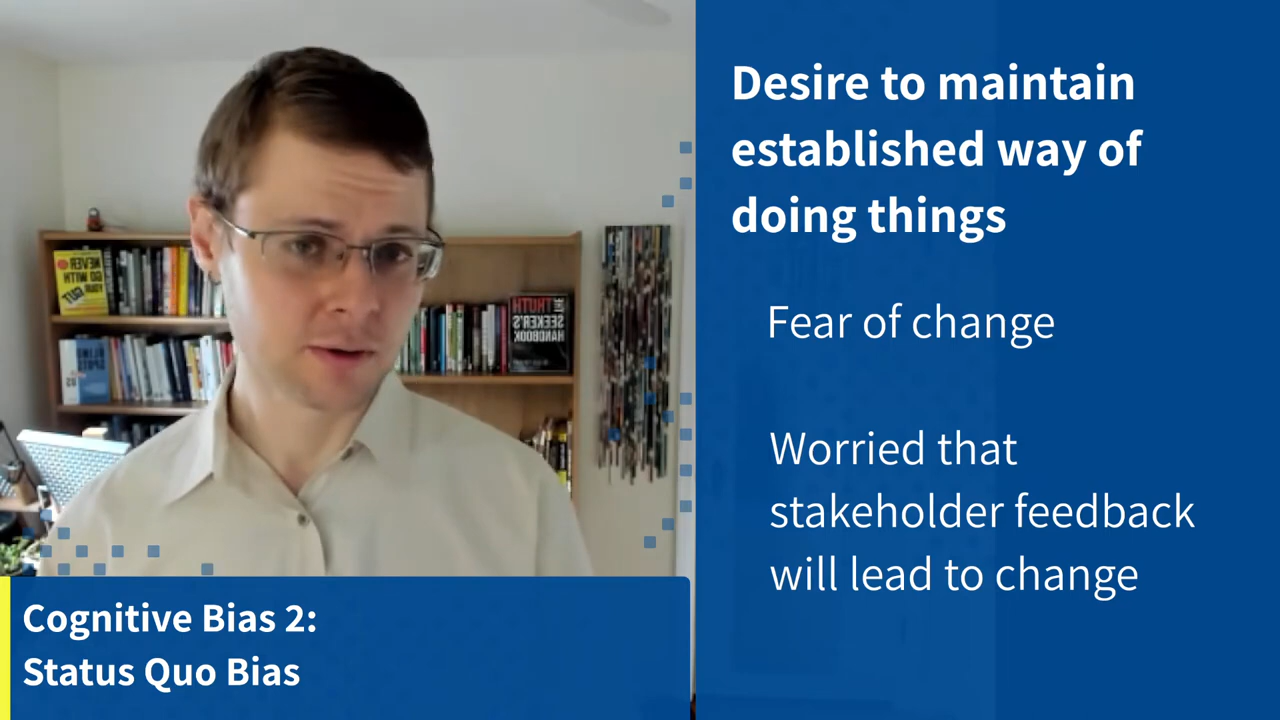 Desire to maintain
established way of
doing things
Fear of change
Worried that
stakeholder feedback
will lead to change
NEVER
GO WITH
YOUR
GUT
THE
TRUTH
SEEKER'S
HANDBOOK
BLIND
Cognitive Bias 2:
Status Quo Bias